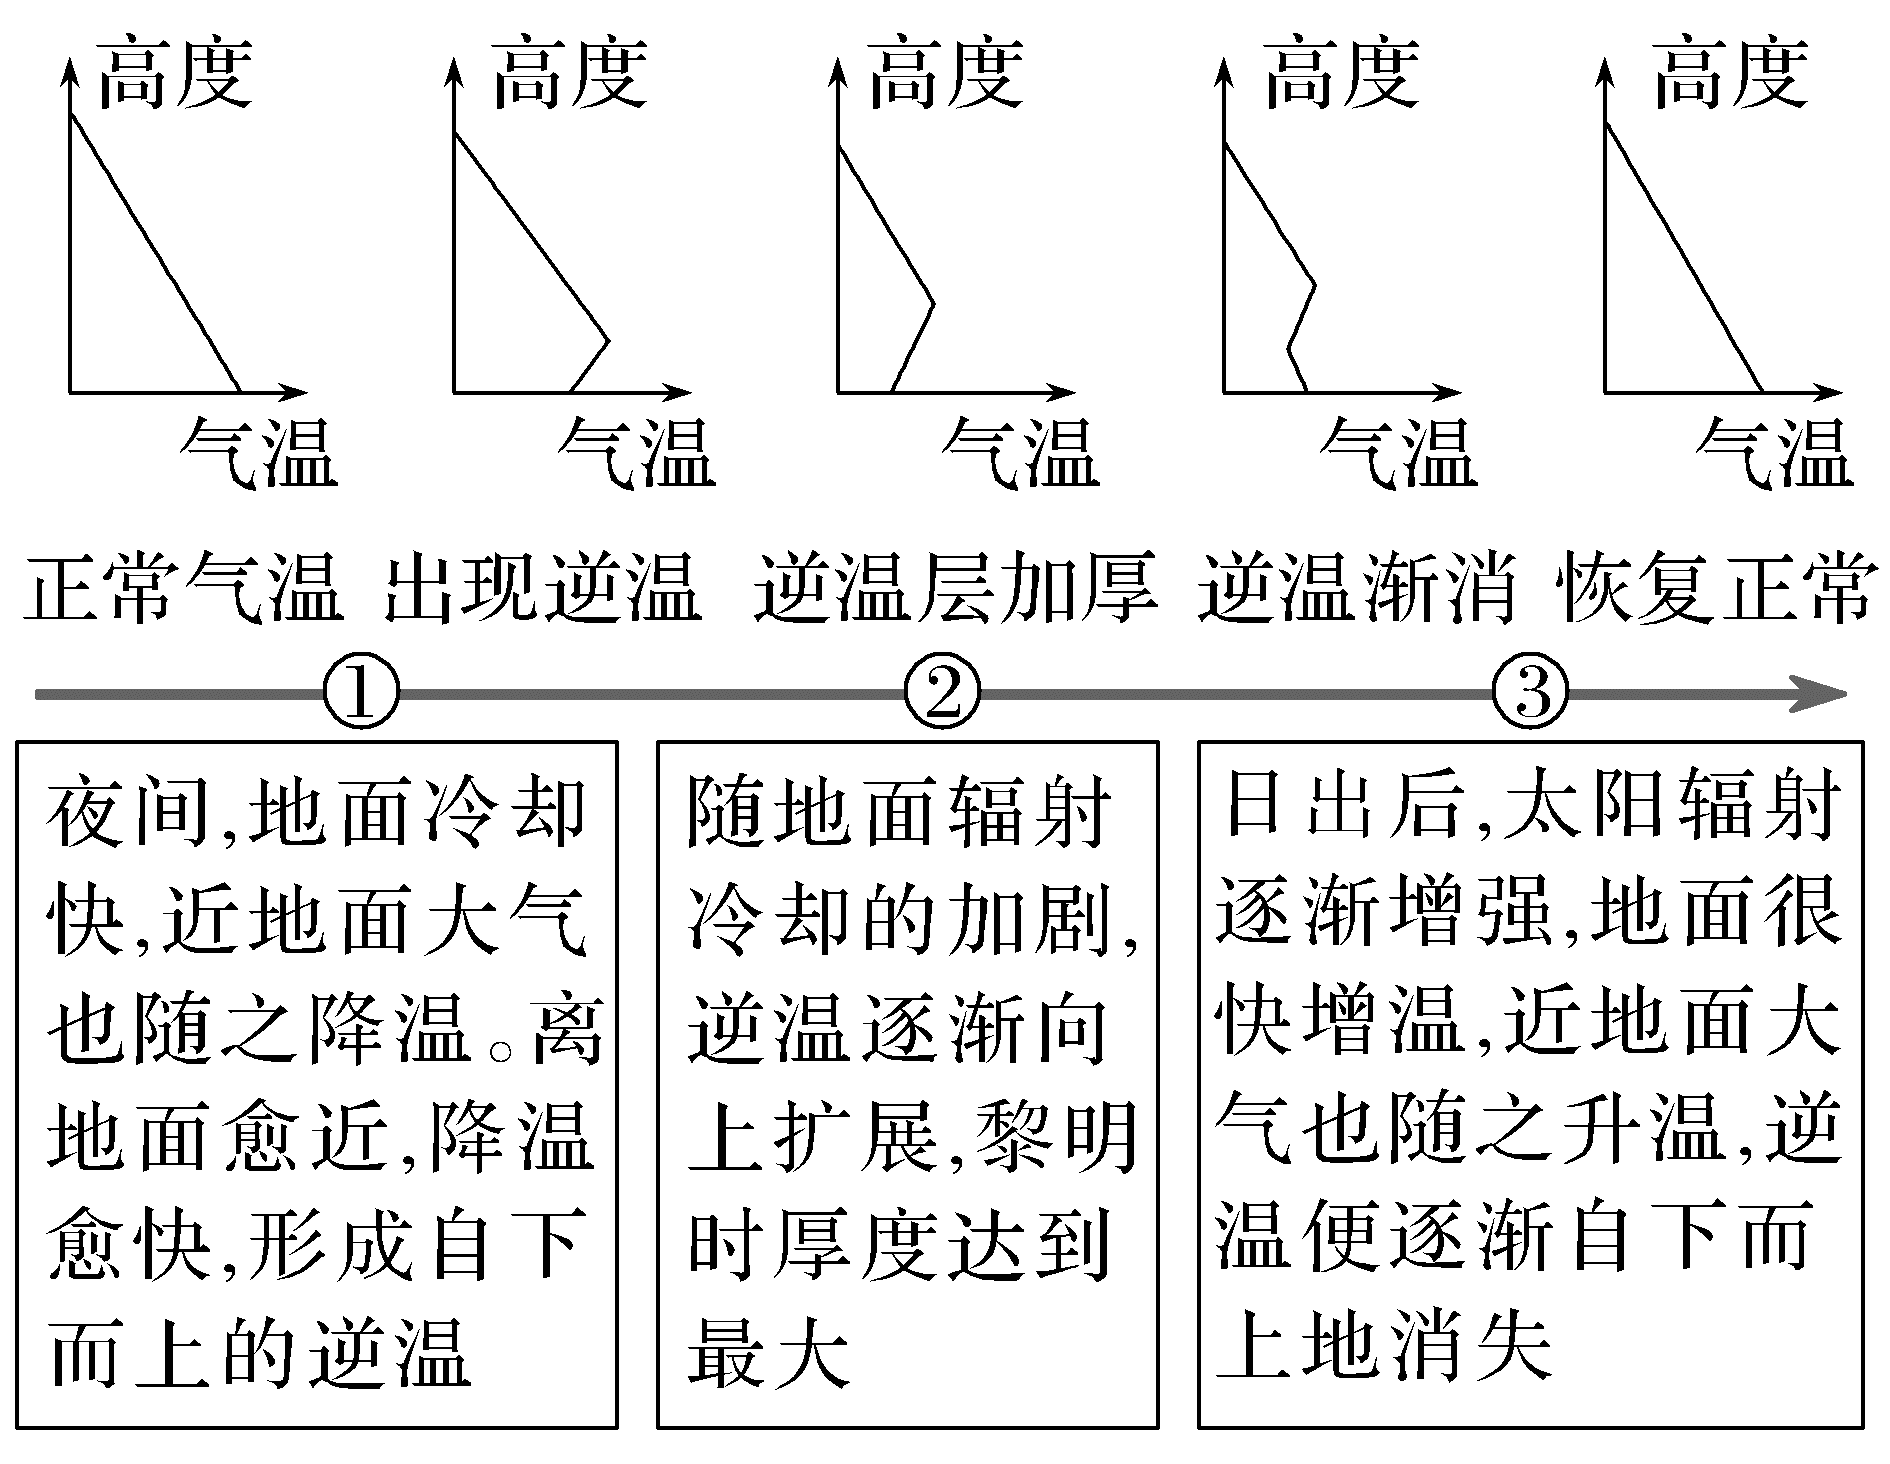 高度 高度 高度 高度 高度
气温 气温 气温 气温 气温
正常气温 出现逆温 逆温层加厚 逆温渐消 恢复正常
① ② ③
夜间,地面冷却
快,近地面大气
也随之降温。离
地面愈近,降温
愈快,形成自下
而上的逆温
随地面辐射
冷却的加剧,
逆温逐渐向
上扩展,黎明
时厚度达到
最大
日出后,太阳辐射
逐渐增强,地面很
快增温,近地面大
气也随之升温,逆
温便逐渐自下而
上地消失